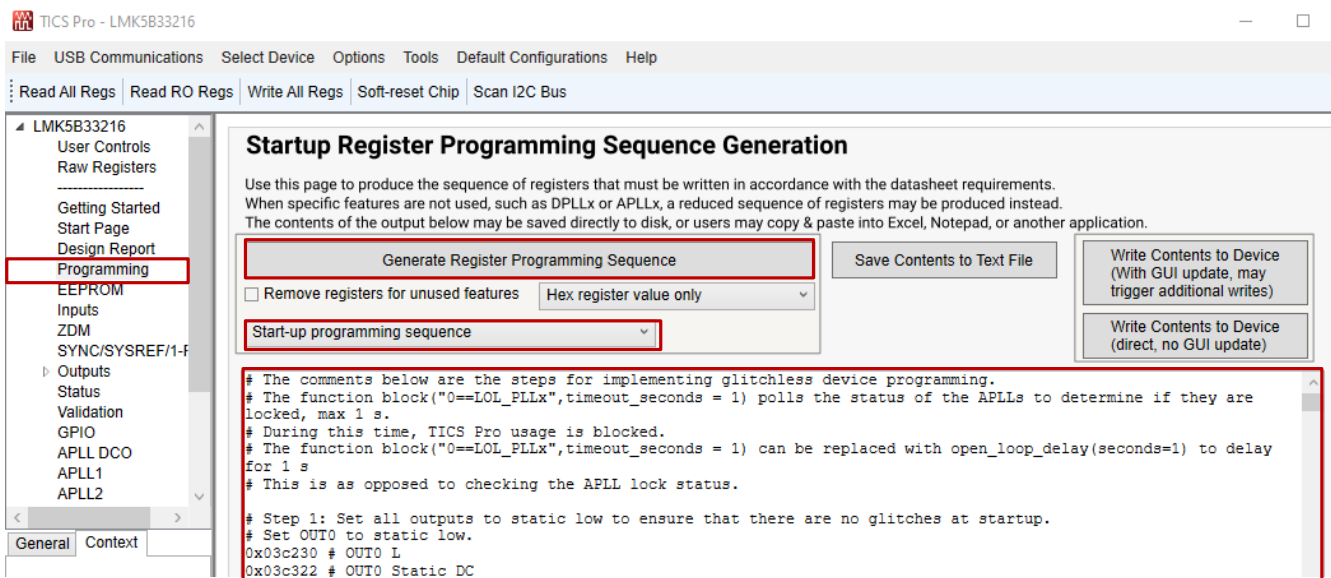 TICS Pro - LMK5B33216
File USB Communications Select Device Options Tools Default Configurations Help
Read All Regs Read RO Regs Write All Regs Soft-reset Chip Scan I2C Bus
LMK5B33216
User Controls
Raw Registers
-----------------
Getting Started
Start Page
Design Report
Programming
EEPROM
Inputs
ZDM
SYNC/SYSREF/1-F
Outputs
Status
Validation
GPIO
APLL DCO
APLL1
APLL2
General Context
Startup Register Programming Sequence Generation
Use this page to produce the sequence of registers that must be written in accordance with the datasheet requirements.
When specific features are not used, such as DPLLx or APLLx, a reduced sequence of registers may be produced instead.
The contents of the output below may be saved directly to disk, or users may copy & paste into Excel, Notepad, or another application.
Generate Register Programming Sequence
Save Contents to Text File
Write Contents to Device
(With GUI update, may
trigger additional writes)
Remove registers for unused features
Hex register value only
Start-up programming sequence
Write Contents to Device
(direct, no GUI update)
# The comments below are the steps for implementing glitchless device programming.
# The function block("0==LOL_PLLx",timeout_seconds = 1) polls the status of the APLLs to determine if they are
locked, max 1 s.
# During this time, TICS Pro usage is blocked.
# The function block("0==LOL_PLLx",timeout_seconds = 1) can be replaced with open_loop_delay(seconds=1) to delay
for 1 s
# This is as opposed to checking the APLL lock status.
# Step 1: Set all outputs to static low to ensure that there are no glitches at startup.
# Set OUT0 to static low.
0x03c230 # OUT0 L
0x03c322 # OUT0 Static DC